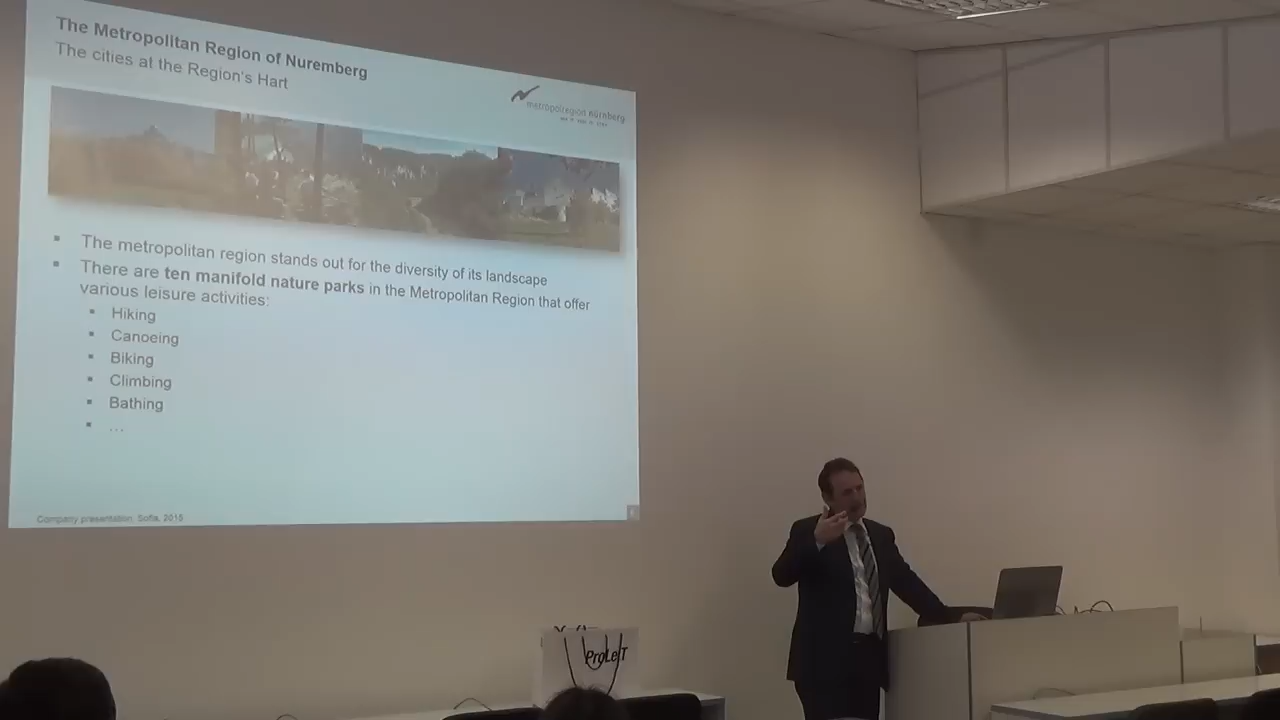 The Metropolitan Region of Nuremberg
The cities at the Region's Hart
metropolregion nürnberg
The metropolitan region stands out for the diversity of its landscape
There are ten manifold nature parks in the Metropolitan Region that offer
various leisure activities:
Hiking
Canoeing
Biking
Climbing
Bathing
...
Company presentation, Sofia, 2015
ProLeiT